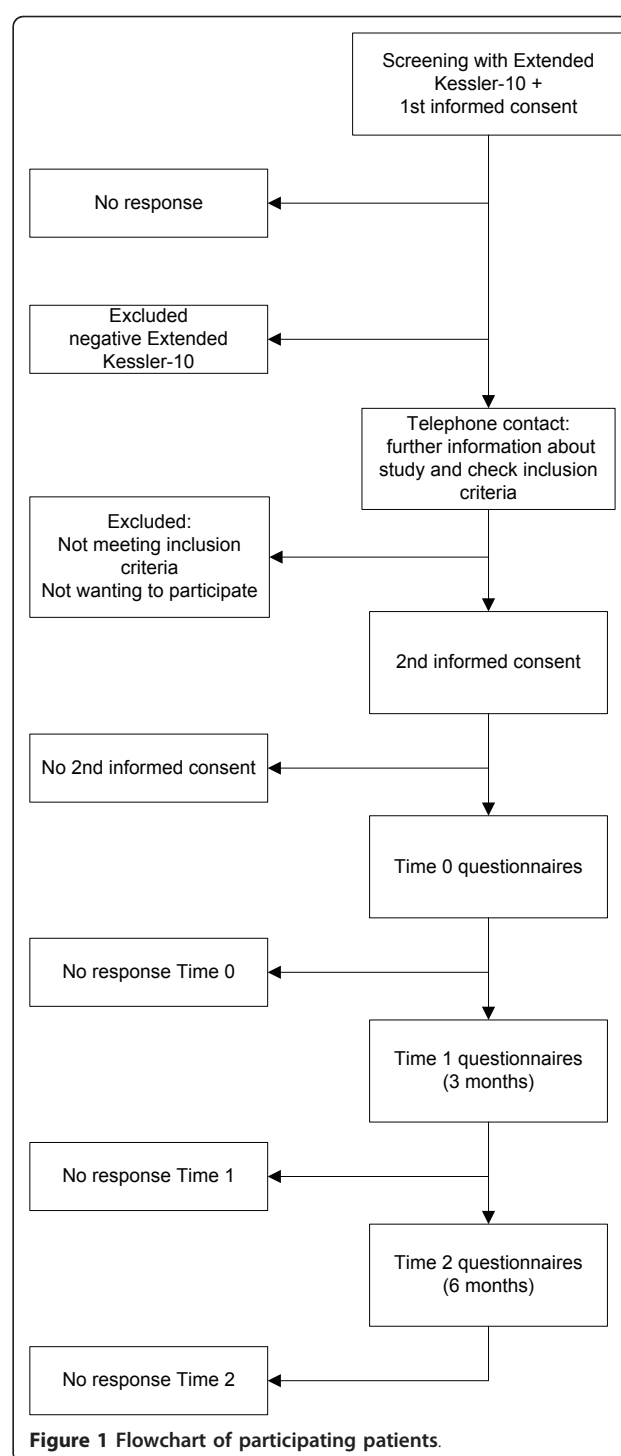 Screening with Extended
Kessler-10 +
1st informed consent
No response
Excluded
negative Extended
Kessler-10
Telephone contact:
further information about
study and check inclusion
criteria
Excluded:
Not meeting inclusion
criteria
Not wanting to participate
2nd informed consent
No 2nd informed consent
Time 0 questionnaires
No response Time 0
Time 1 questionnaires
(3 months)
No response Time 1
Time 2 questionnaires
(6 months)
No response Time 2
Figure 1 Flowchart of participating patients.